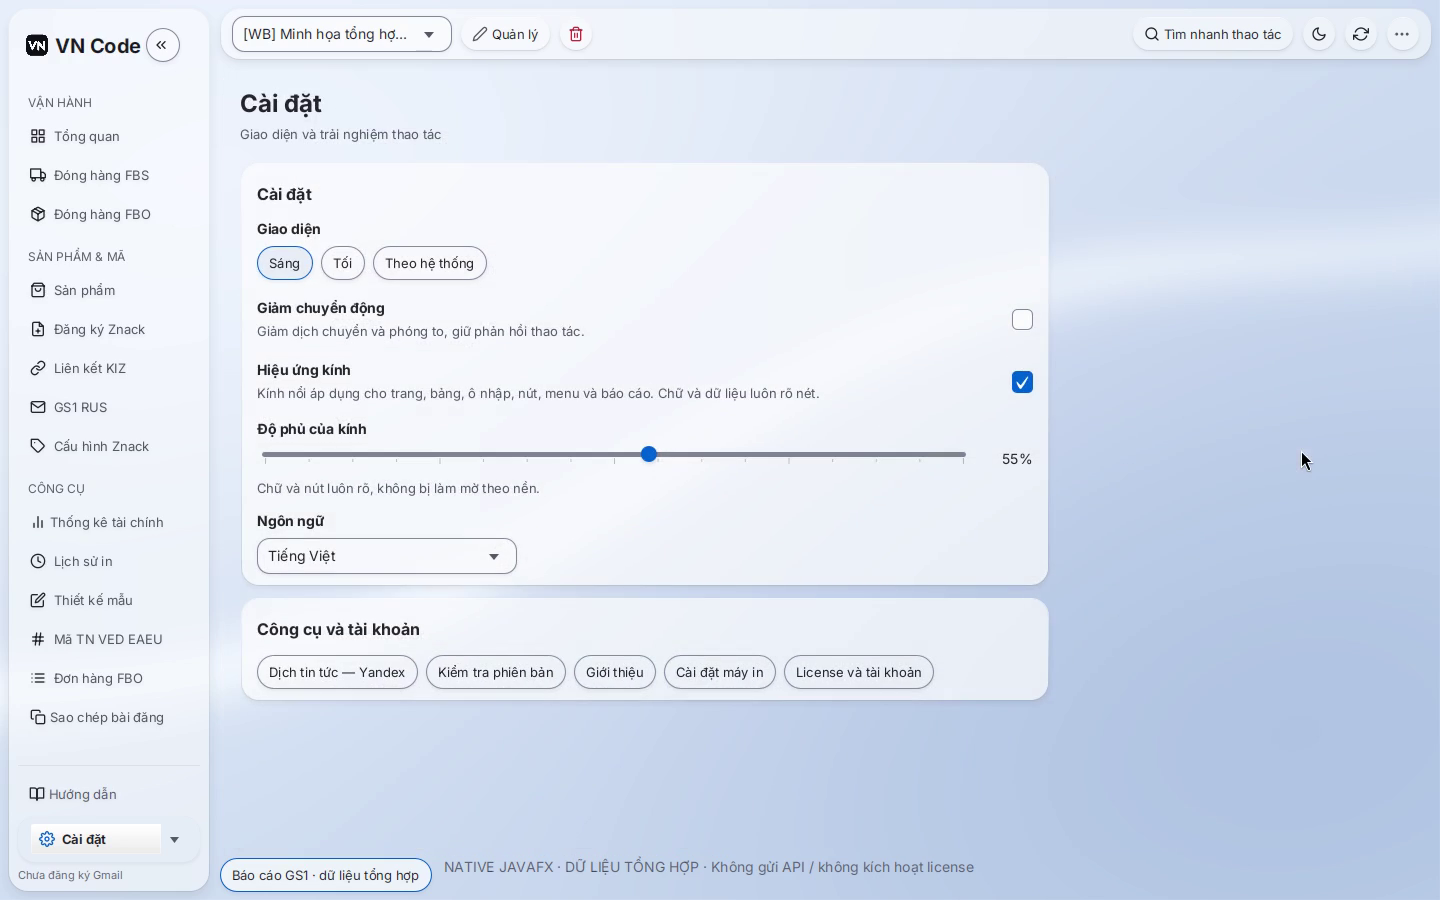 VN VN Code
VẬN HÀNH
Tổng quan
Đóng hàng FBS
Đóng hàng FBO
SẢN PHẨM & MÃ
Sản phẩm
Đăng ký Znack
Liên kết KIZ
GS1 RUS
Cấu hình Znack
CÔNG CỤ
Thống kê tài chính
Lịch sử in
Thiết kế mẫu
Mã TN VED EAEU
Đơn hàng FBO
Sao chép bài đăng
Hướng dẫn
Cài đặt
Chưa đăng ký Gmail
[WB] Minh họa tổng hợ... Quản lý Tìm nhanh thao tác
Cài đặt
Giao diện và trải nghiệm thao tác
Cài đặt
Giao diện
Sáng Tối Theo hệ thống
Giảm chuyển động
Giảm dịch chuyển và phóng to, giữ phản hồi thao tác.
Hiệu ứng kính
Kính nổi áp dụng cho trang, bảng, ô nhập, nút, menu và báo cáo. Chữ và dữ liệu luôn rõ nét.
Độ phủ của kính
55%
Chữ và nút luôn rõ, không bị làm mờ theo nền.
Ngôn ngữ
Tiếng Việt
Công cụ và tài khoản
Dịch tin tức — Yandex Kiểm tra phiên bản Giới thiệu Cài đặt máy in License và tài khoản
Báo cáo GS1 · dữ liệu tổng hợp NATIVE JAVAFX · DỮ LIỆU TỔNG HỢP · Không gửi API / không kích hoạt license